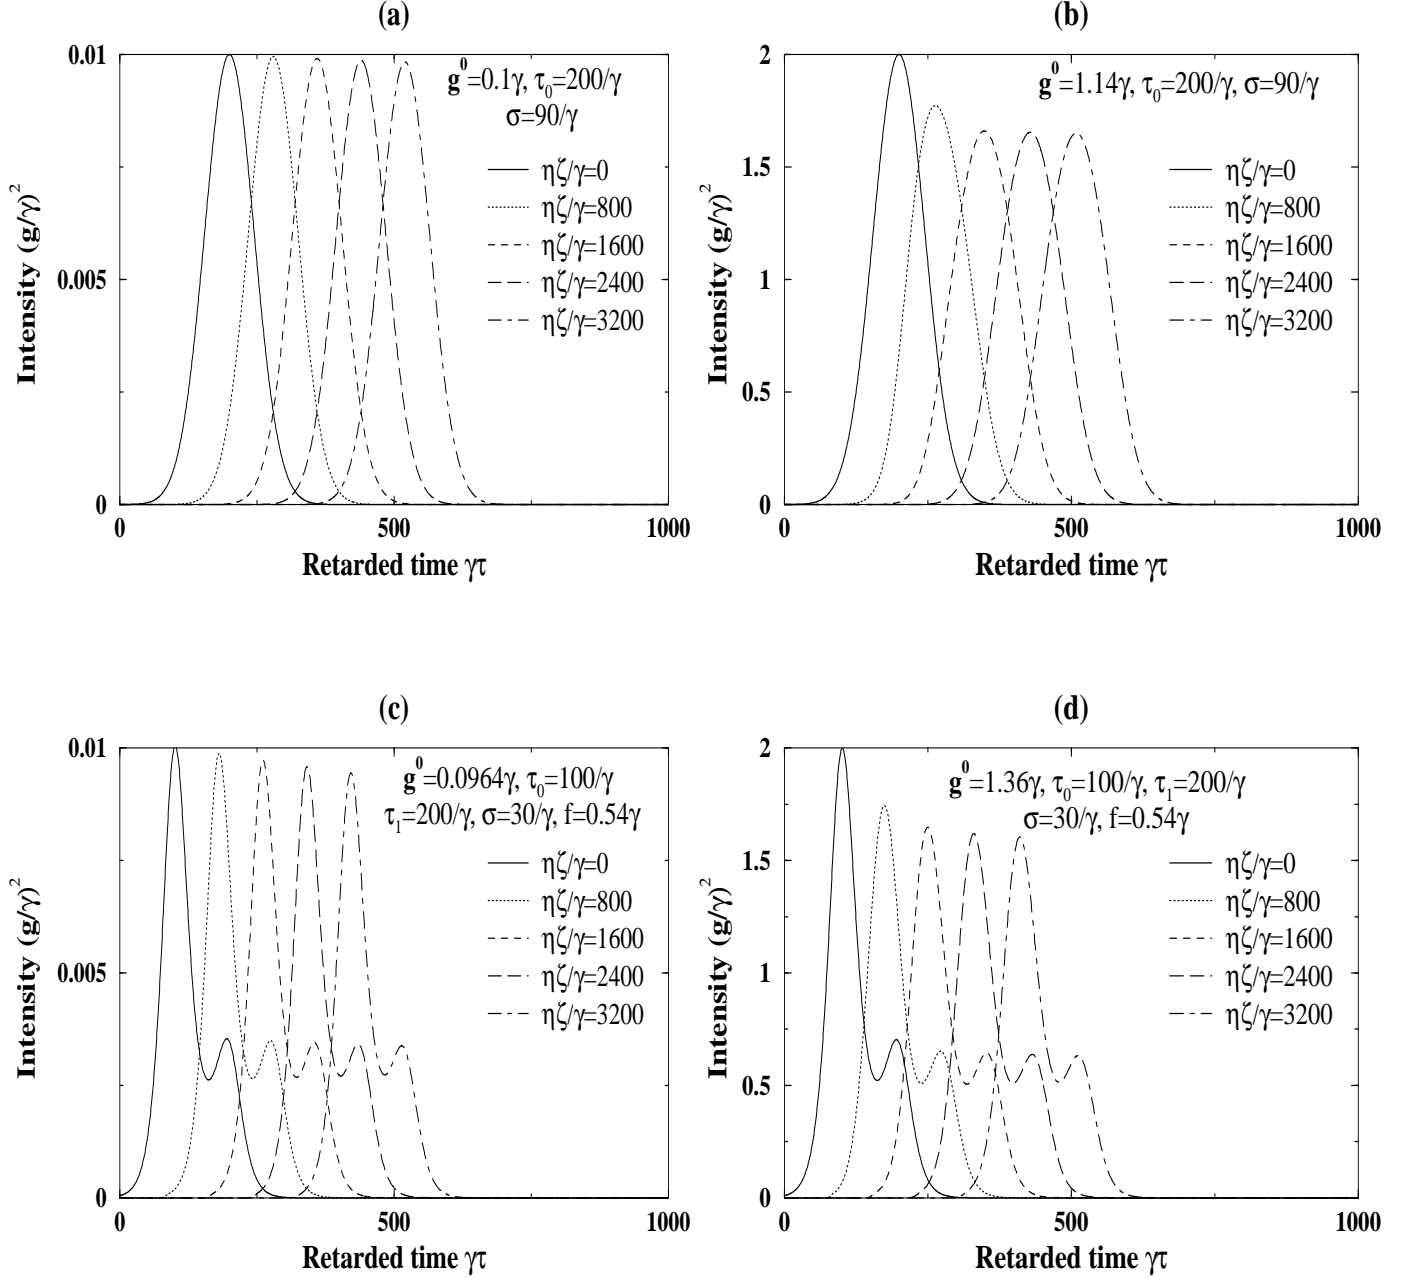 (a)
0.01
0.005
0
0
500
1000
Intensity (g/γ)²
Retarded time γτ
g⁰=0.1γ, τ₀=200/γ
σ=90/γ
ηζ/γ=0
ηζ/γ=800
ηζ/γ=1600
ηζ/γ=2400
ηζ/γ=3200
(b)
2
1.5
1
0.5
0
0
500
1000
Intensity (g/γ)²
Retarded time γτ
g⁰=1.14γ, τ₀=200/γ, σ=90/γ
ηζ/γ=0
ηζ/γ=800
ηζ/γ=1600
ηζ/γ=2400
ηζ/γ=3200
(c)
0.01
0.005
0
0
500
1000
Intensity (g/γ)²
Retarded time γτ
g⁰=0.0964γ, τ₀=100/γ
τ₁=200/γ, σ=30/γ, f=0.54γ
ηζ/γ=0
ηζ/γ=800
ηζ/γ=1600
ηζ/γ=2400
ηζ/γ=3200
(d)
2
1.5
1
0.5
0
0
500
1000
Intensity (g/γ)²
Retarded time γτ
g⁰=1.36γ, τ₀=100/γ, τ₁=200/γ
σ=30/γ, f=0.54γ
ηζ/γ=0
ηζ/γ=800
ηζ/γ=1600
ηζ/γ=2400
ηζ/γ=3200